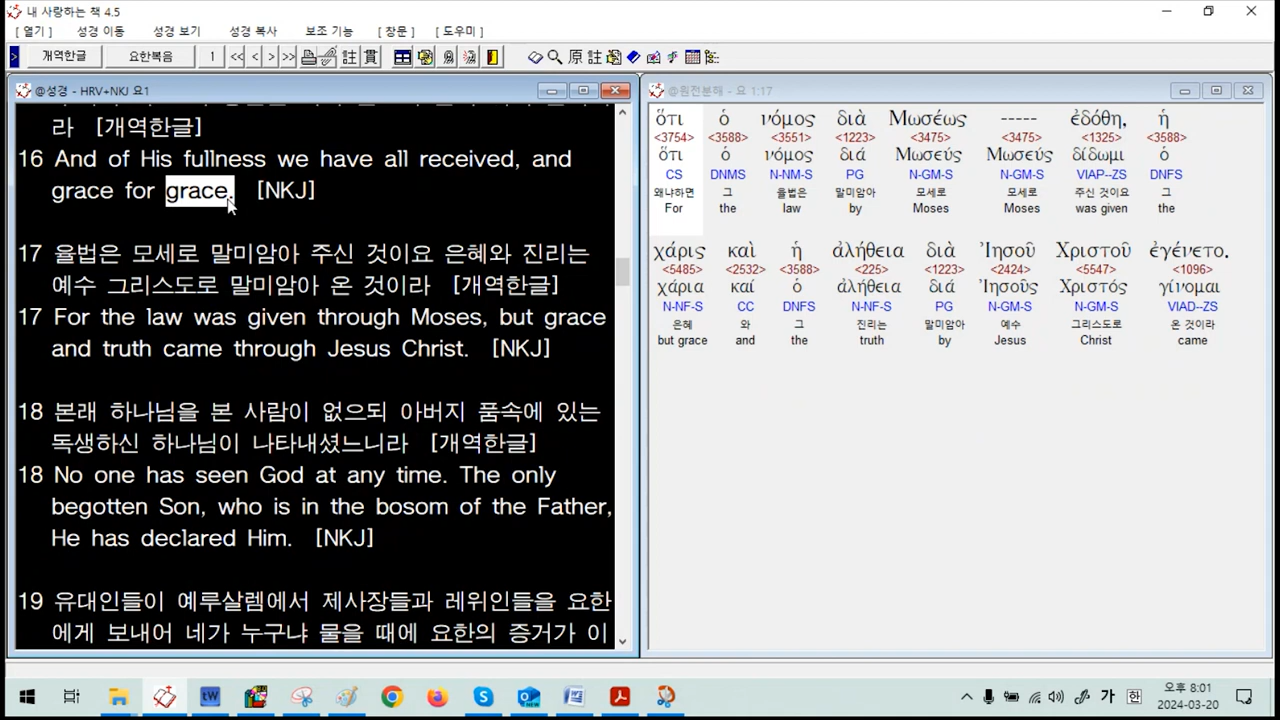 내 사랑하는 책 4.5
[ 열기 ] 성경 이동 성경 보기 성경 복사 보조 기능 [ 창문 ] [ 도우미 ]
> 개역한글 요한복음 1 << < > >> 註 貫 原 註
@성경 - HRV+NKJ 요1
라 [개역한글]
16 And of His fullness we have all received, and
grace for grace. [NKJ]
17 율법은 모세로 말미암아 주신 것이요 은혜와 진리는
예수 그리스도로 말미암아 온 것이라 [개역한글]
17 For the law was given through Moses, but grace
and truth came through Jesus Christ. [NKJ]
18 본래 하나님을 본 사람이 없으되 아버지 품속에 있는
독생하신 하나님이 나타내셨느니라 [개역한글]
18 No one has seen God at any time. The only
begotten Son, who is in the bosom of the Father,
He has declared Him. [NKJ]
19 유대인들이 예루살렘에서 제사장들과 레위인들을 요한
에게 보내어 네가 누구냐 물을 때에 요한의 증거가 이
@원전분해 - 요 1:17
ὅτι ὁ νόμος διὰ Μωσέως ----- ἐδόθη, ἡ
<3754> <3588> <3551> <1223> <3475> <3475> <1325> <3588>
ὅτι ὁ νόμος διά Μωσεύς Μωσεύς δίδωμι ὁ
CS DNMS N-NM-S PG N-GM-S N-GM-S VIAP--ZS DNFS
왜냐하면 그 율법은 말미암아 모세로 모세로 주신 것이요 그
For the law by Moses Moses was given the
χάρις καὶ ἡ ἀλήθεια διὰ Ἰησοῦ Χριστοῦ ἐγένετο.
<5485> <2532> <3588> <225> <1223> <2424> <5547> <1096>
χάρια καί ὁ ἀλήθεια διά Ἰησοῦς Χριστός γίνομαι
N-NF-S CC DNFS N-NF-S PG N-GM-S N-GM-S VIAD--ZS
은혜 와 그 진리는 말미암아 예수 그리스도로 온 것이라
but grace and the truth by Jesus Christ came
tW S NEW W 가 한 오후 8:01
2024-03-20